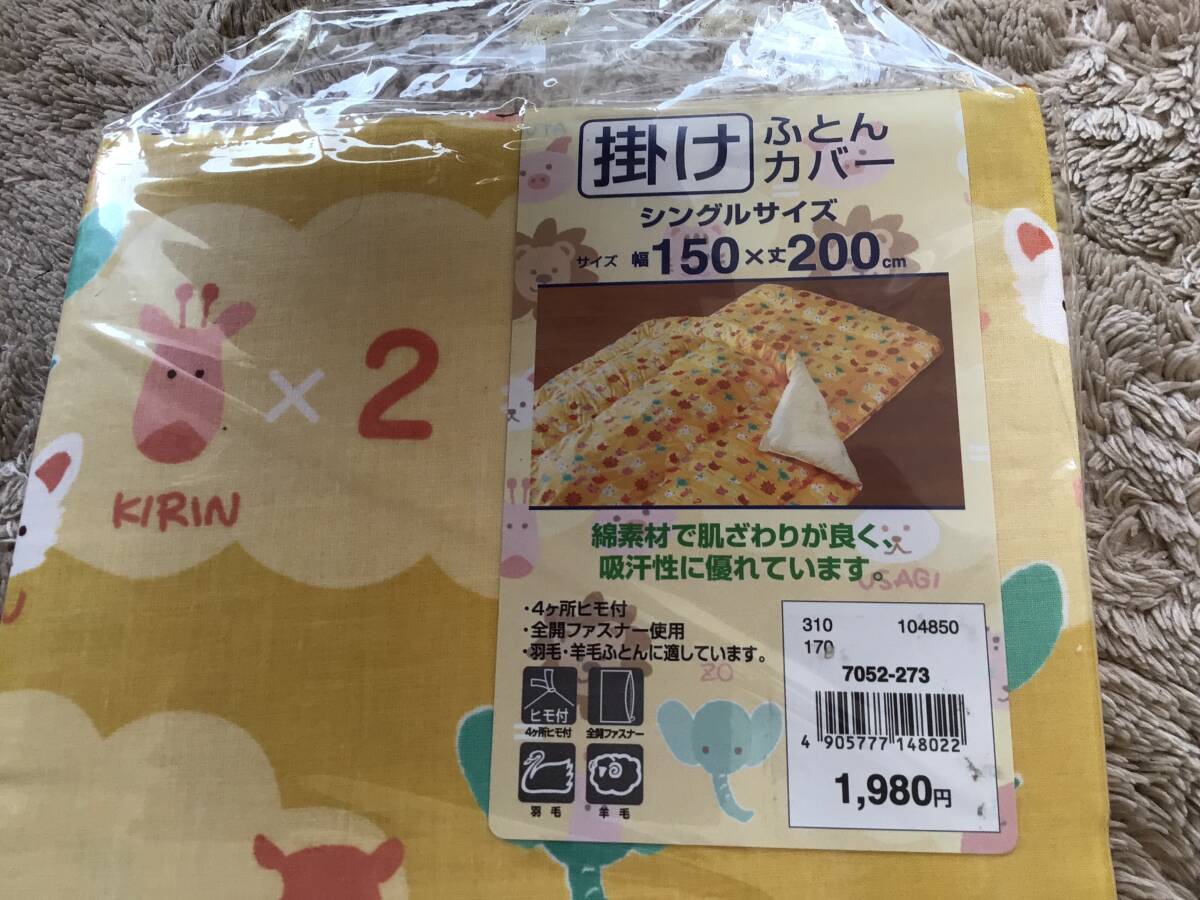 掛け ふとん
カバー
シングルサイズ
サイズ 幅150×丈200cm
綿素材で肌ざわりが良く、
吸汗性に優れています。
・4ヶ所ヒモ付
・全開ファスナー使用
・羽毛・羊毛ふとんに適しています。
ヒモ付
4ヶ所ヒモ付 全開ファスナー
羽毛 羊毛
310 104850
170
7052-273
4 905777 148022
1,980円
×2
KIRIN
USAGI
ZO